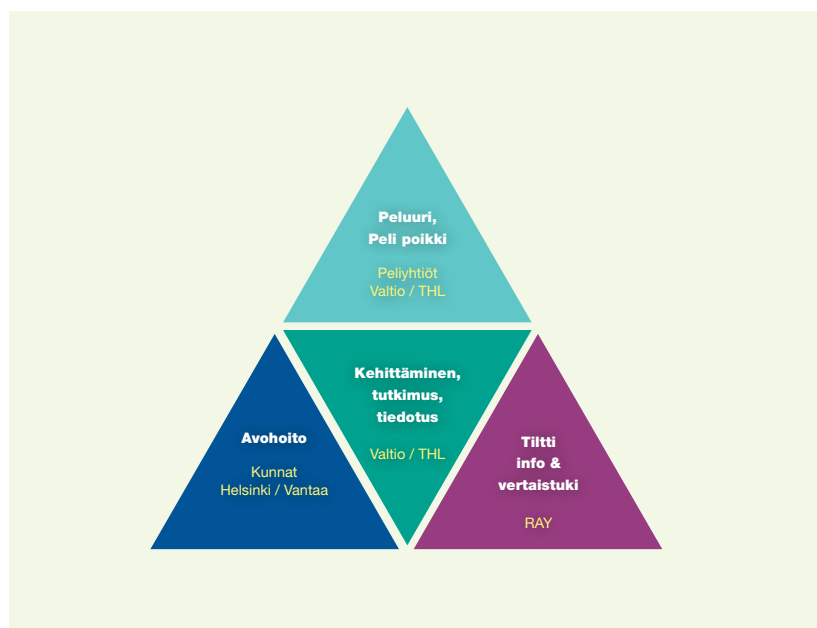 Peluuri,
Peli poikki
Peliyhtiöt
Valtio / THL
Kehittäminen,
tutkimus,
tiedotus
Valtio / THL
Avohoito
Kunnat
Helsinki / Vantaa
Tiltti
info &
vertaistuki
RAY